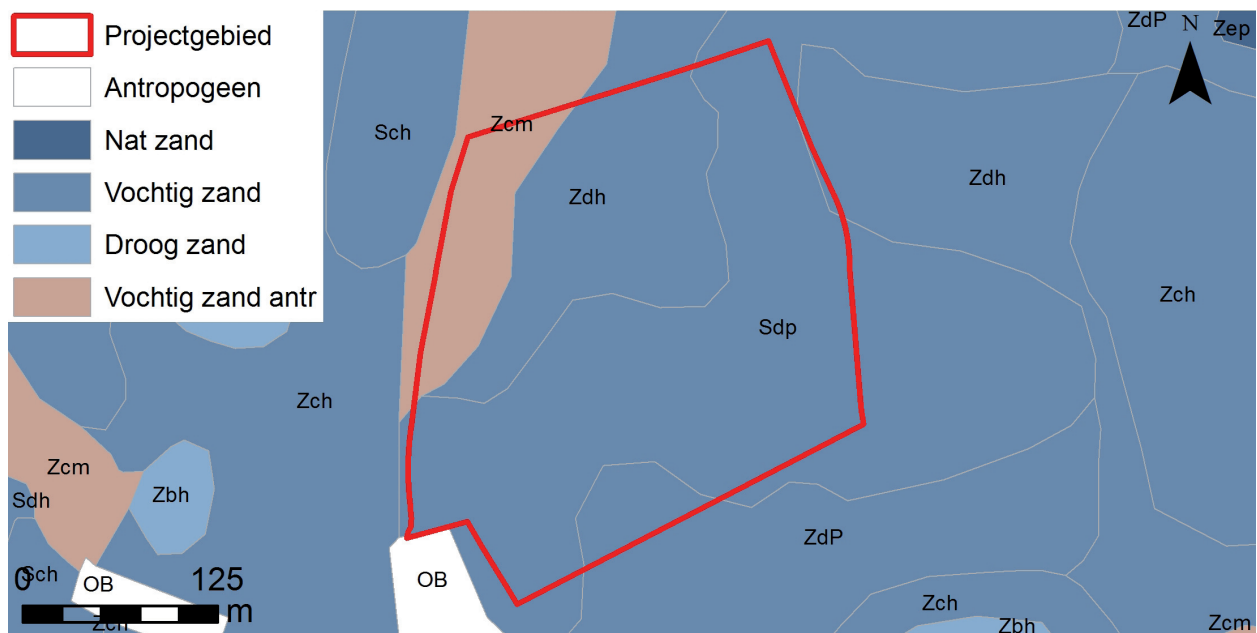 Projectgebied
Antropogeen
Nat zand
Vochtig zand
Droog zand
Vochtig zand antr
N
ZdP
Zep
Sch
Zcm
Zdh
Zdh
Zch
Sdp
Zch
Zcm
Zbh
Sdh
ZdP
Sch
0
125
m
OB
OB
Zch
Zch
Zbh
Zcm